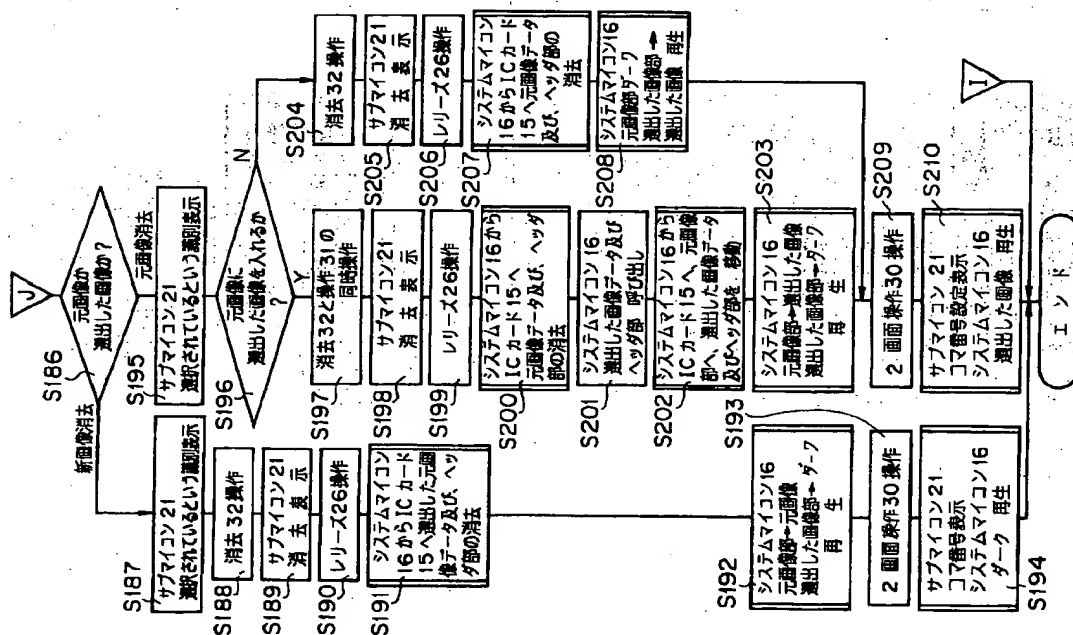 J
S186
元画像か
選出した画像か?
新画像消去
元画像消去
S187
サブマイコン21
選択されているという識別表示
S188
消去32操作
S189
サブマイコン21
消去表示
S190
レリーズ26操作
S191
システムマイコン
16からICカード
15へ選出した元画
像データ及び、ヘッ
ダ部の消去
S192
システムマイコン16
元画像部←元画像
選出した画像部←ダーク
再生
S193
2画面操作30操作
S194
サブマイコン21
コマ番号表示
システムマイコン16
ダーク再生
S195
サブマイコン21
選択されているという識別表示
S196
元画像に
選出した画像を入れるか
?
Y
N
S197
消去32操作31の
同時操作
S198
サブマイコン21
消去表示
S199
レリーズ26操作
S200
システムマイコン16から
ICカード15へ
元画像データ及び、ヘッダ
部の消去
S201
システムマイコン16
選出した画像データ及び
ヘッダ部呼び出し
S202
システムマイコン16から
ICカード15へ、元画像
部へ、選出した画像データ
及びヘッダ部を移動
S203
システムマイコン16
元画像部←選出した画像
選出した画像部←ダーク
再生
S204
消去32操作
S205
サブマイコン21
消去表示
S206
レリーズ26操作
S207
システムマイコン
16からICカード
15へ元画像データ
及び、ヘッダ部の
消去
S208
システムマイコン16
元画像部ダーク
選出した画像部←
選出した画像再生
S209
2画面操作30操作
S210
サブマイコン21
コマ番号設定表示
システムマイコン16
選出した画像再生
I
エンド